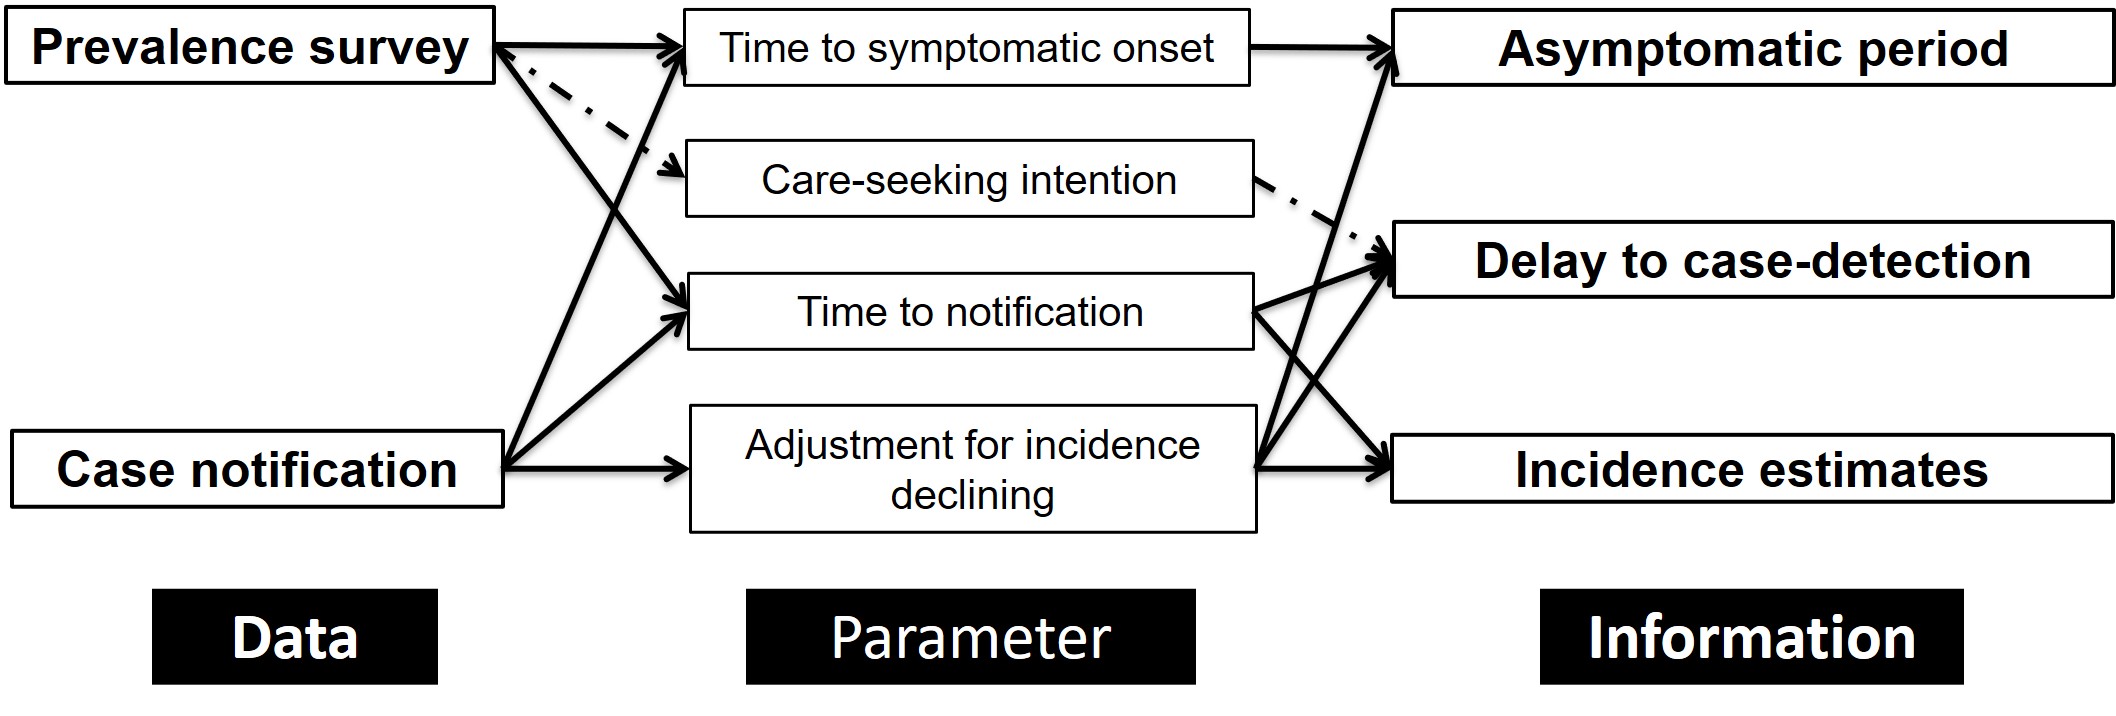 Prevalence survey
Time to symptomatic onset
Asymptomatic period
Care-seeking intention
Delay to case-detection
Time to notification
Case notification
Adjustment for incidence
declining
Incidence estimates
Data
Parameter
Information